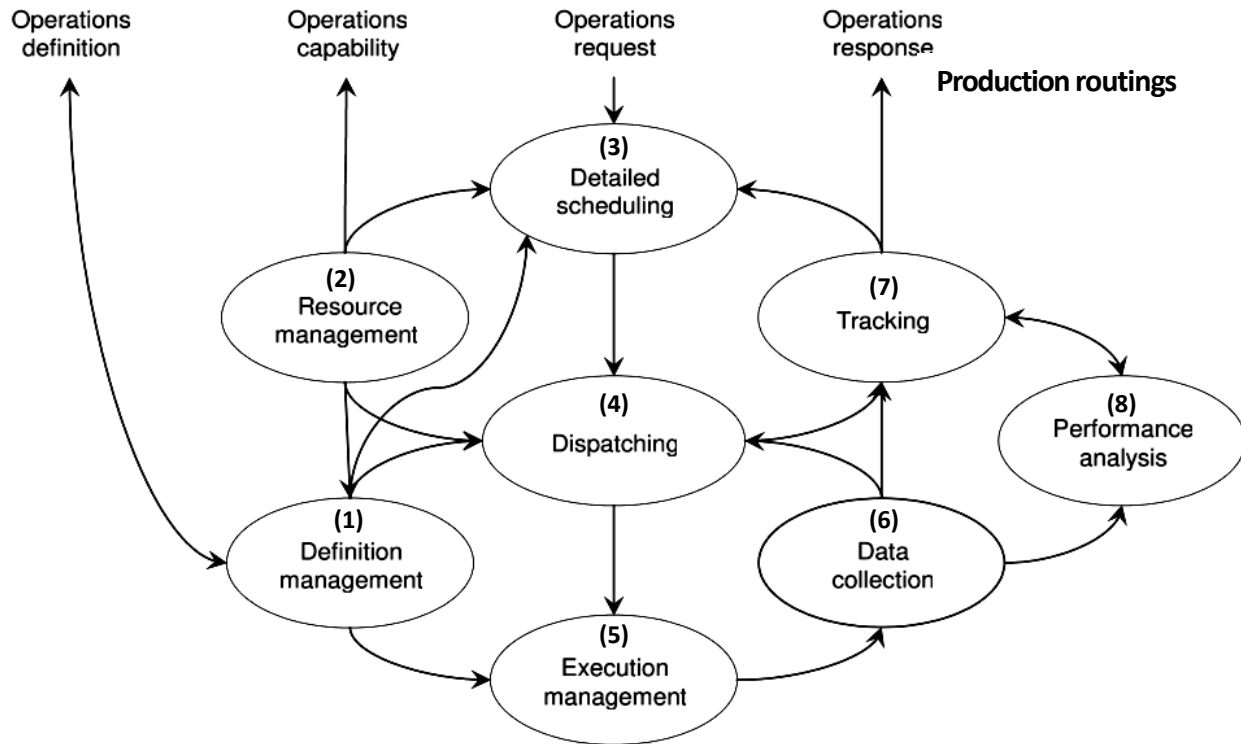 Operations
definition
Operations
capability
Operations
request
Operations
response
Production routings
(3)
Detailed
scheduling
(2)
Resource
management
(7)
Tracking
(4)
Dispatching
(8)
Performance
analysis
(1)
Definition
management
(6)
Data
collection
(5)
Execution
management